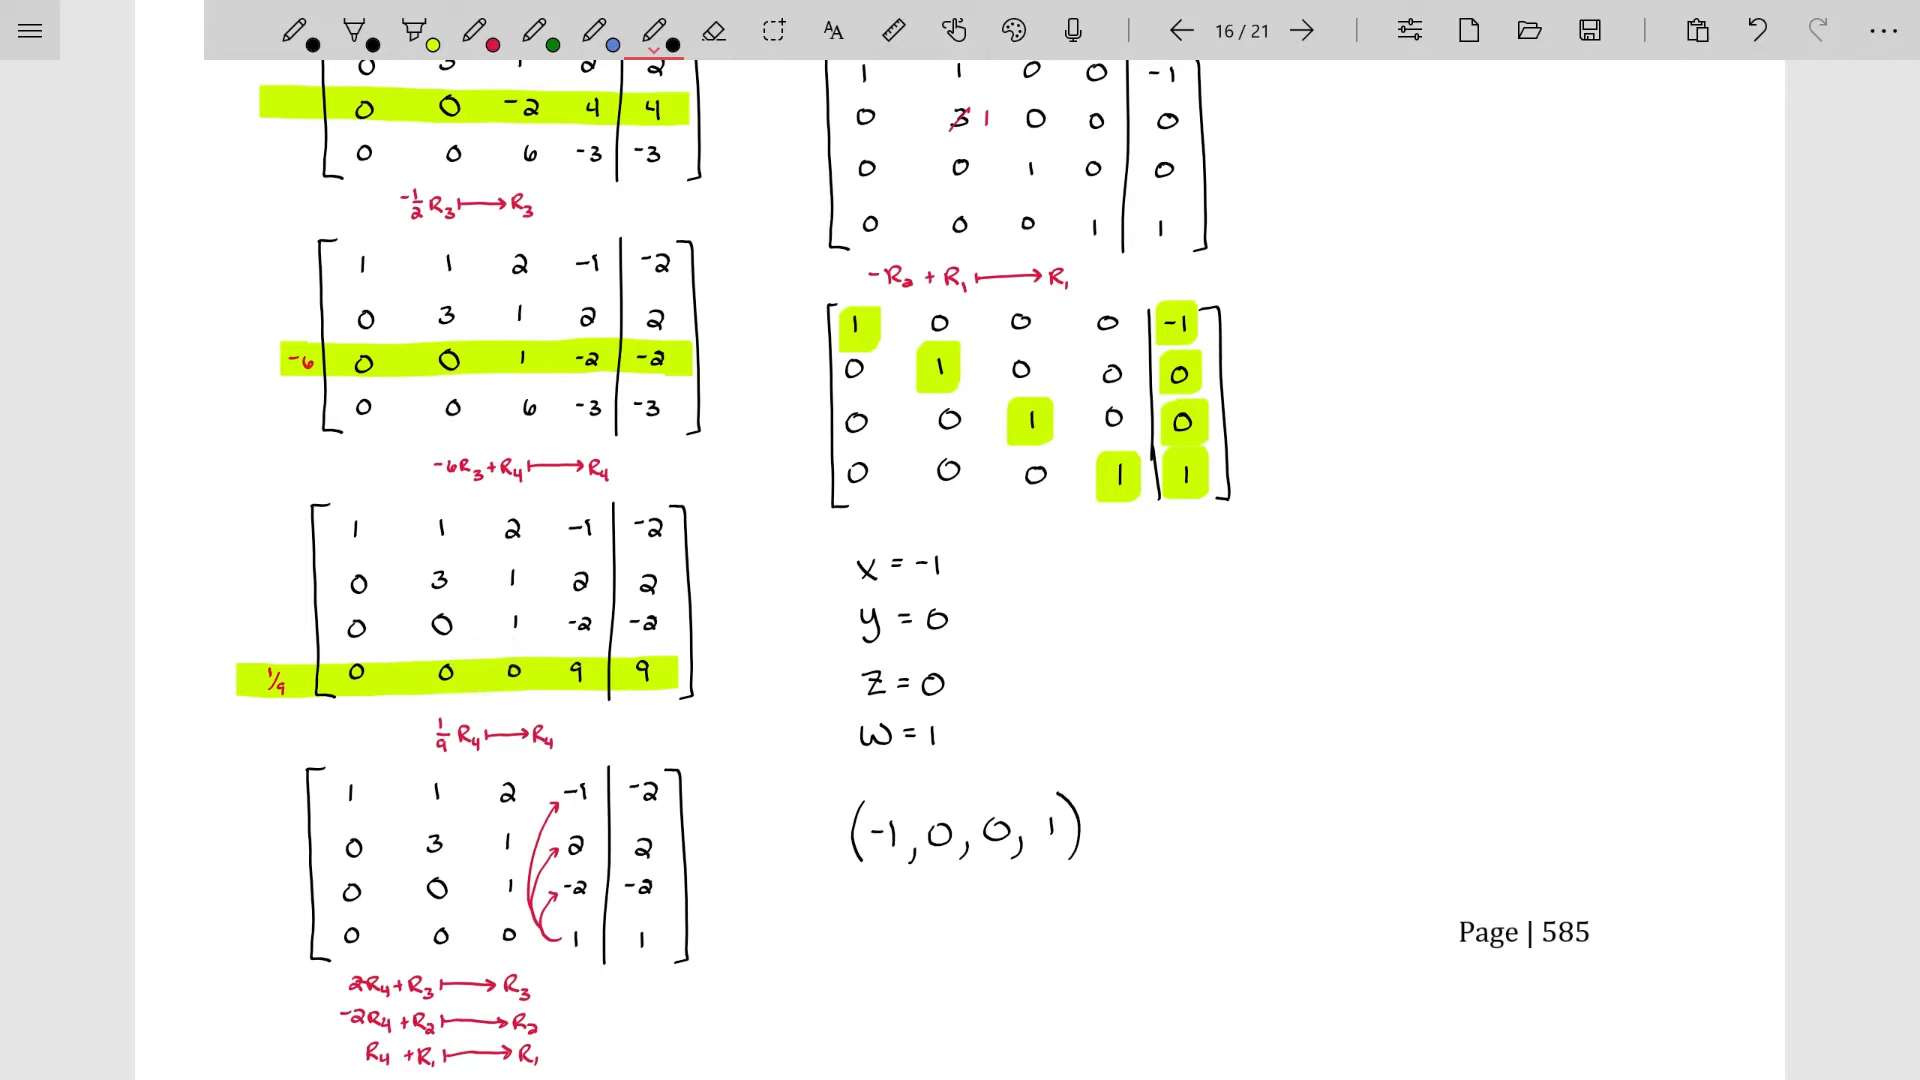 16 / 21
0 3 1 2 | 2
0 0 -2 4 | 4
0 0 6 -3 | -3
-1/2 R3 ⟼ R3
1 1 2 -1 | -2
0 3 1 2 | 2
-6 0 0 1 -2 | -2
0 0 6 -3 | -3
-6R3 + R4 ⟼ R4
1 1 2 -1 | -2
0 3 1 2 | 2
0 0 1 -2 | -2
1/9 0 0 0 9 | 9
1/9 R4 ⟼ R4
1 1 2 -1 | -2
0 3 1 2 | 2
0 0 1 -2 | -2
0 0 0 1 | 1
2R4 + R3 ⟼ R3
-2R4 + R2 ⟼ R2
R4 + R1 ⟼ R1
1 1 0 0 | -1
0 3 1 0 0 | 0
0 0 1 0 | 0
0 0 0 1 | 1
-R2 + R1 ⟼ R1
1 0 0 0 | -1
0 1 0 0 | 0
0 0 1 0 | 0
0 0 0 1 | 1
x = -1
y = 0
z = 0
w = 1
(-1, 0, 0, 1)
Page | 585